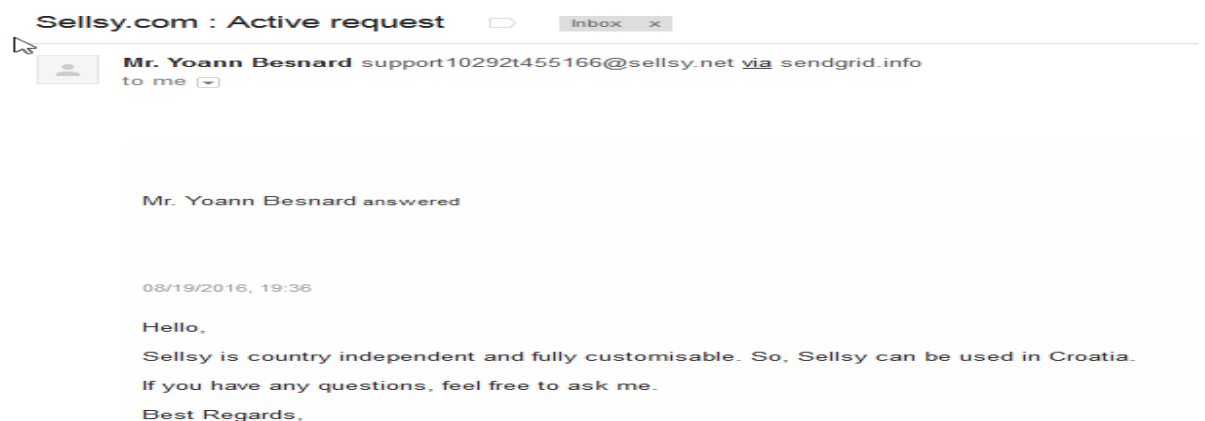 Sellsy.com : Active request
Inbox x
Mr. Yoann Besnard support10292t455166@sellsy.net via sendgrid.info
to me
Mr. Yoann Besnard answered
08/19/2016, 19:36
Hello,
Sellsy is country independent and fully customisable. So, Sellsy can be used in Croatia.
If you have any questions, feel free to ask me.
Best Regards,